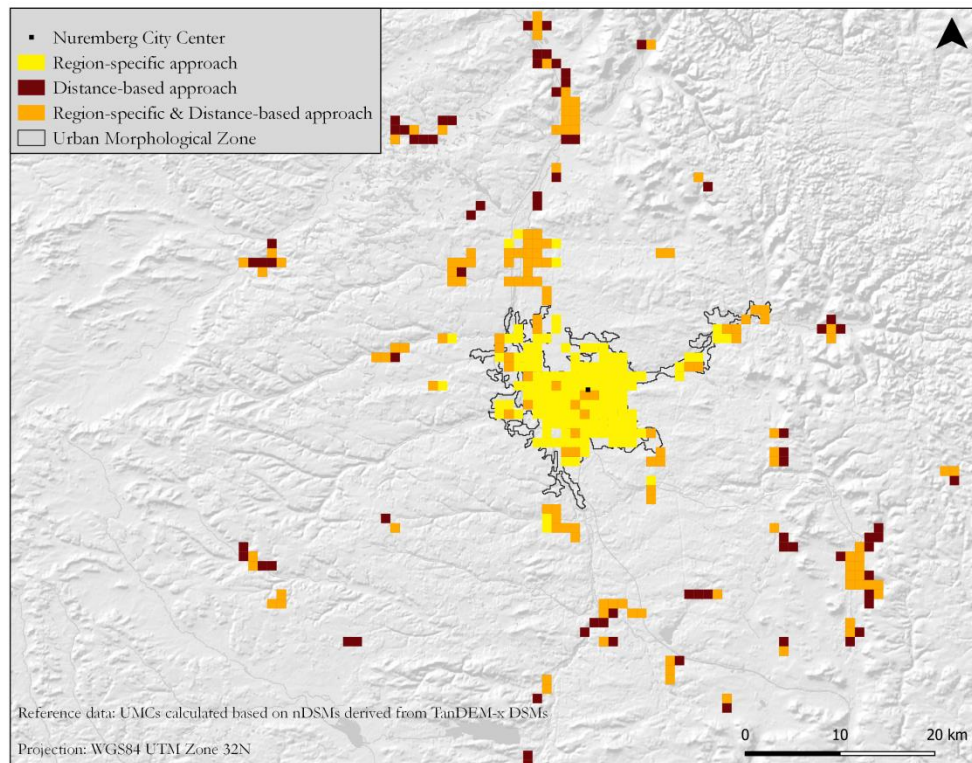 Nuremberg City Center
Region-specific approach
Distance-based approach
Region-specific & Distance-based approach
Urban Morphological Zone
Reference data: UMCs calculated based on nDSMs derived from TanDEM-x DSMs
Projection: WGS84 UTM Zone 32N
0 10 20 km